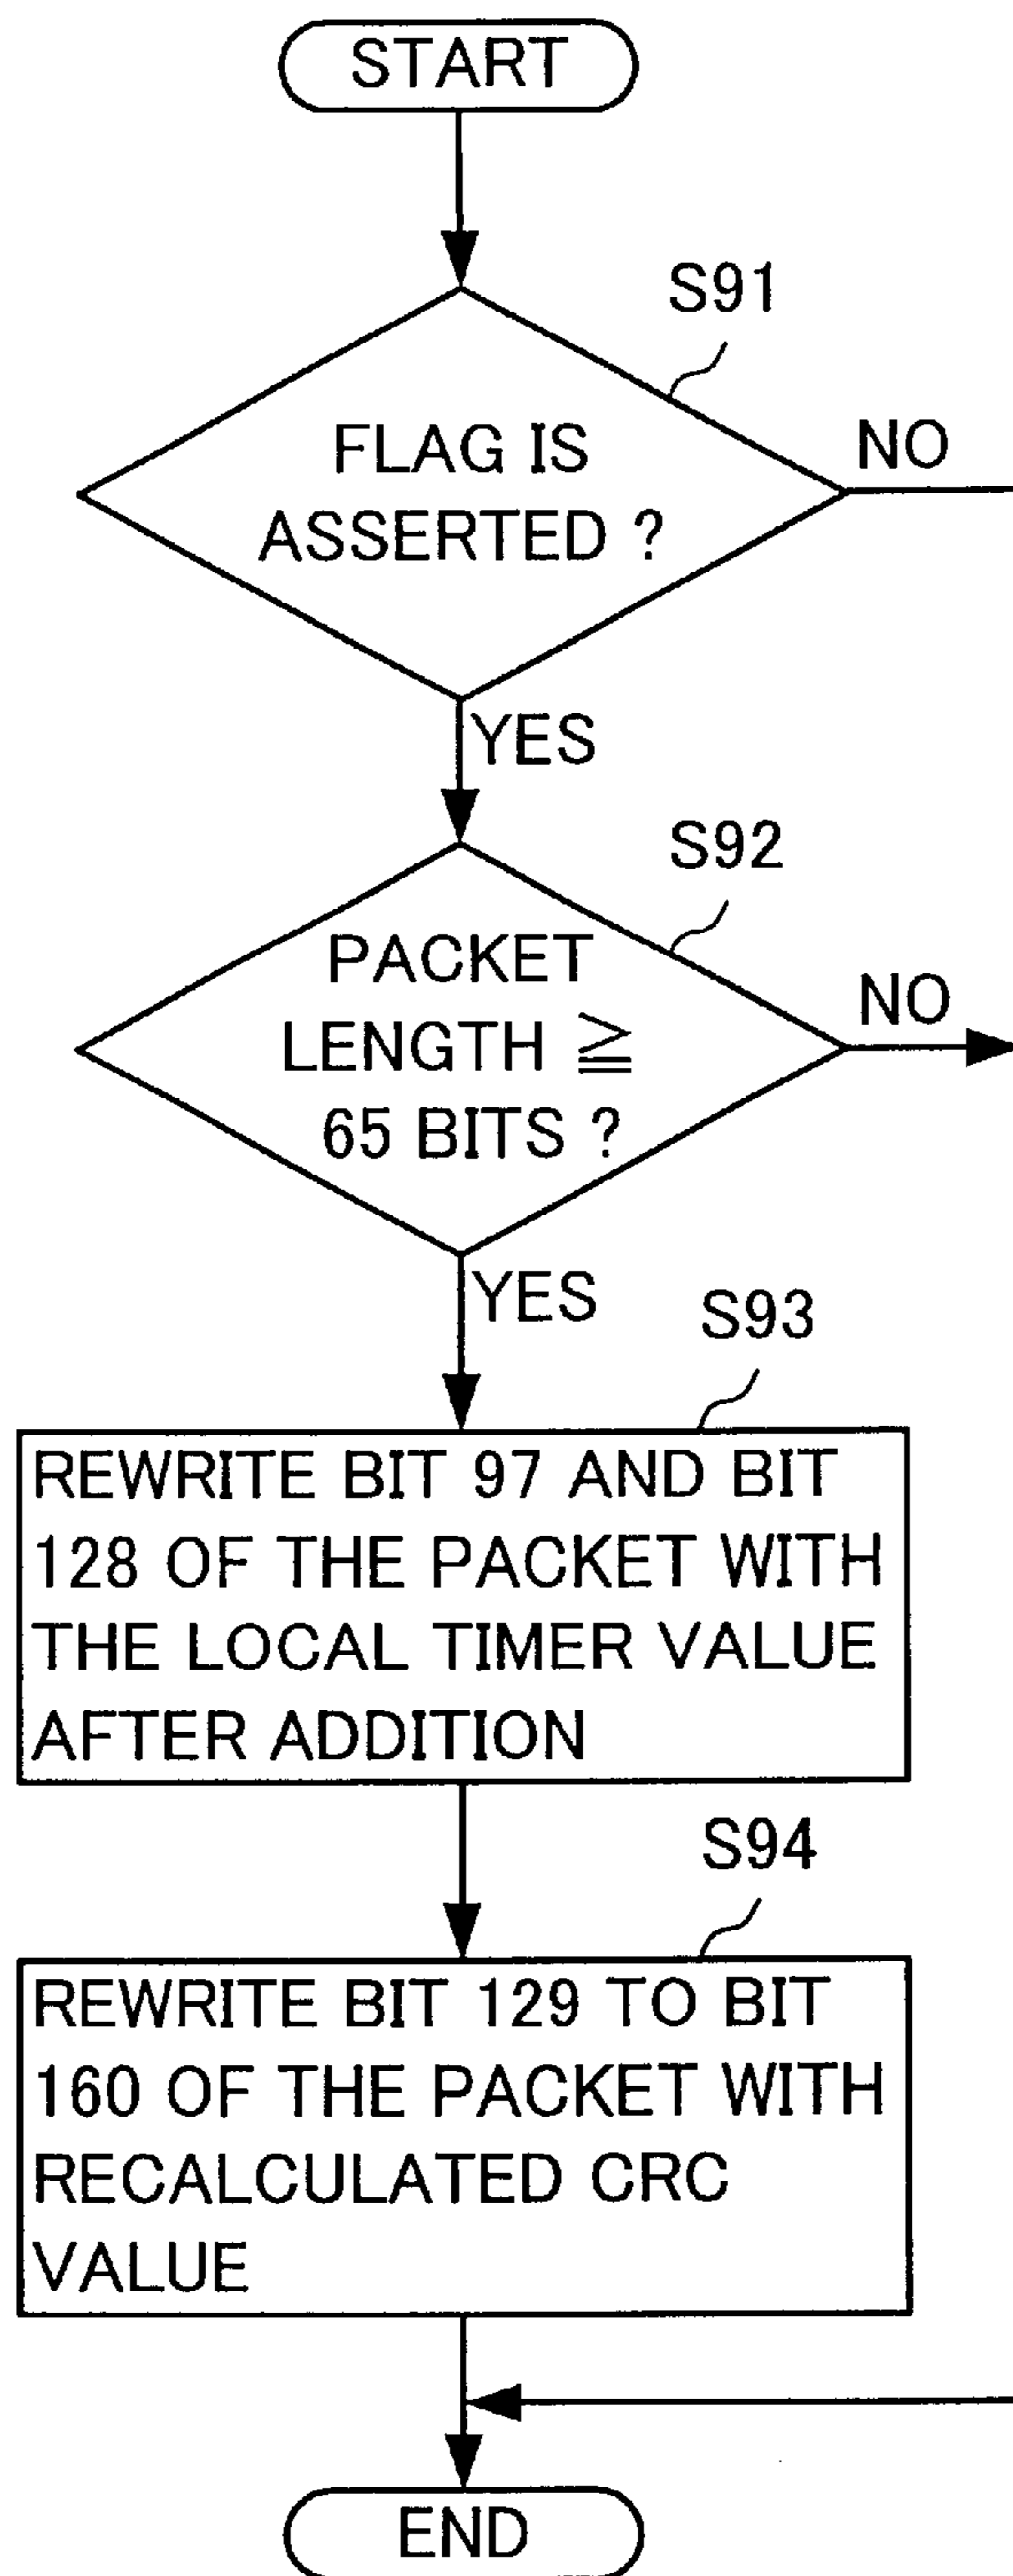 START
S91
FLAG IS
ASSERTED ?
NO
YES
S92
PACKET
LENGTH ≧
65 BITS ?
NO
YES
S93
REWRITE BIT 97 AND BIT
128 OF THE PACKET WITH
THE LOCAL TIMER VALUE
AFTER ADDITION
S94
REWRITE BIT 129 TO BIT
160 OF THE PACKET WITH
RECALCULATED CRC
VALUE
END